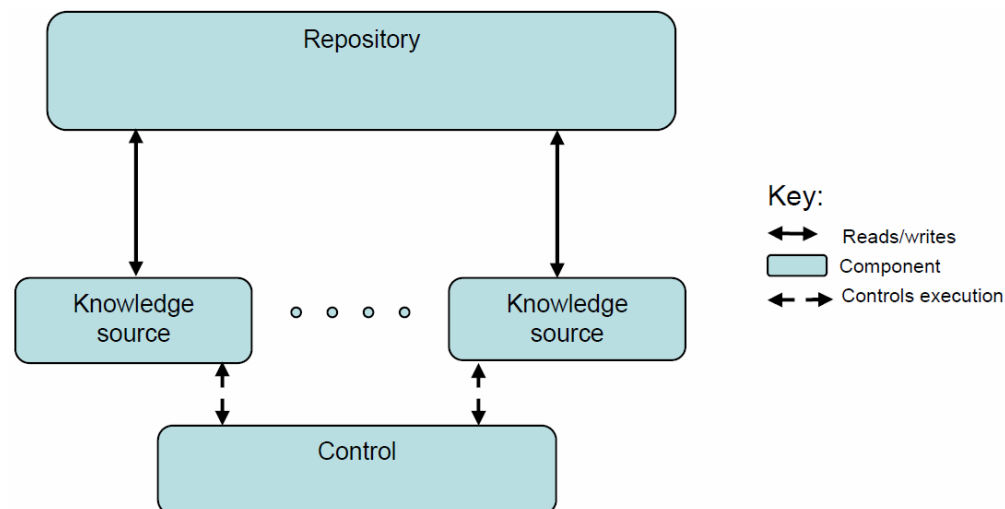 Repository
Key:
Reads/writes
Component
Controls execution
Knowledge
source
Knowledge
source
Control